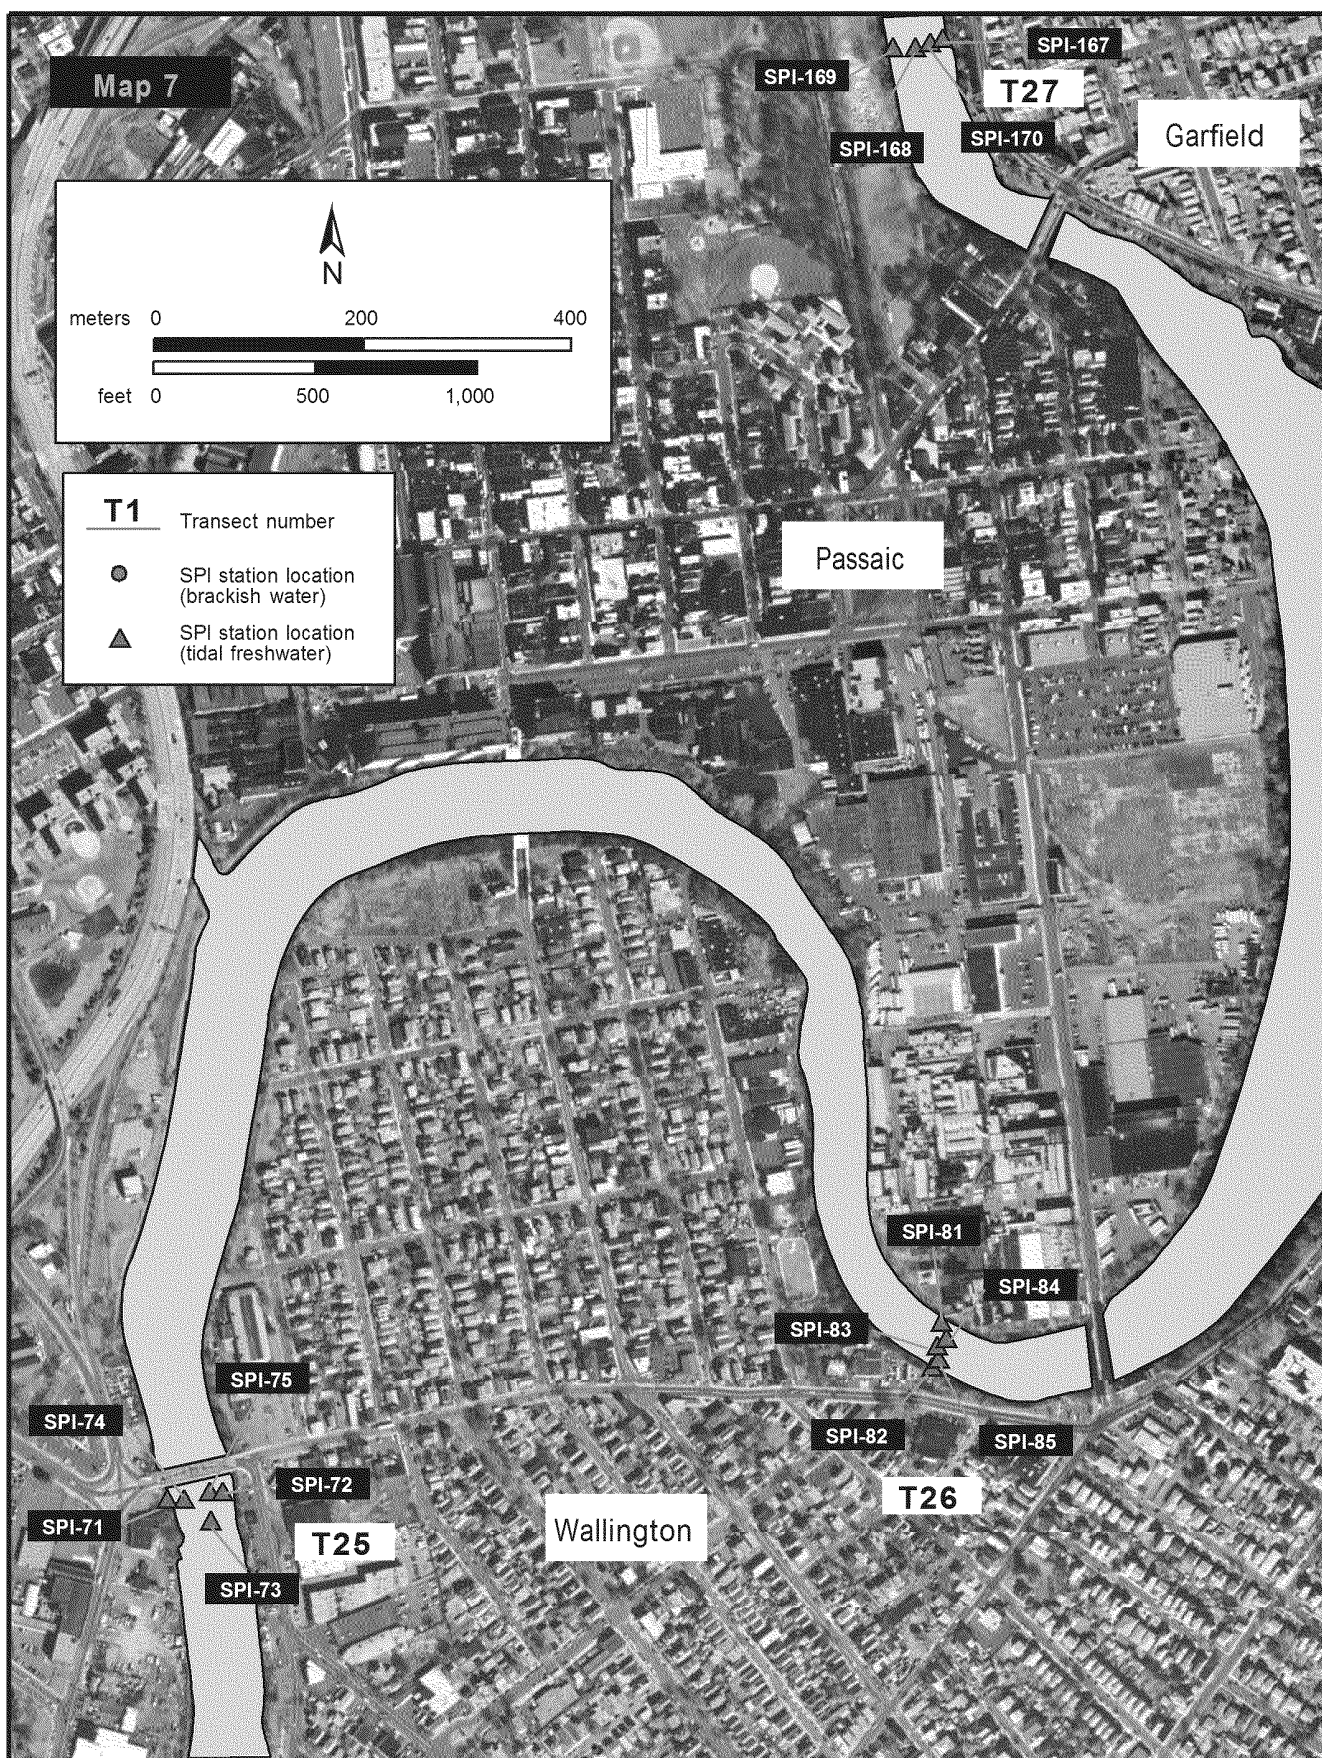 Map 7
SPI-167
SPI-169
T27
SPI-168
SPI-170
Garfield
N
meters 0 200 400
feet 0 500 1,000
T1 Transect number
SPI station location
(brackish water)
SPI station location
(tidal freshwater)
Passaic
SPI-81
SPI-84
SPI-83
SPI-75
SPI-74
SPI-82
SPI-85
SPI-72
T26
SPI-71
T25
Wallington
SPI-73